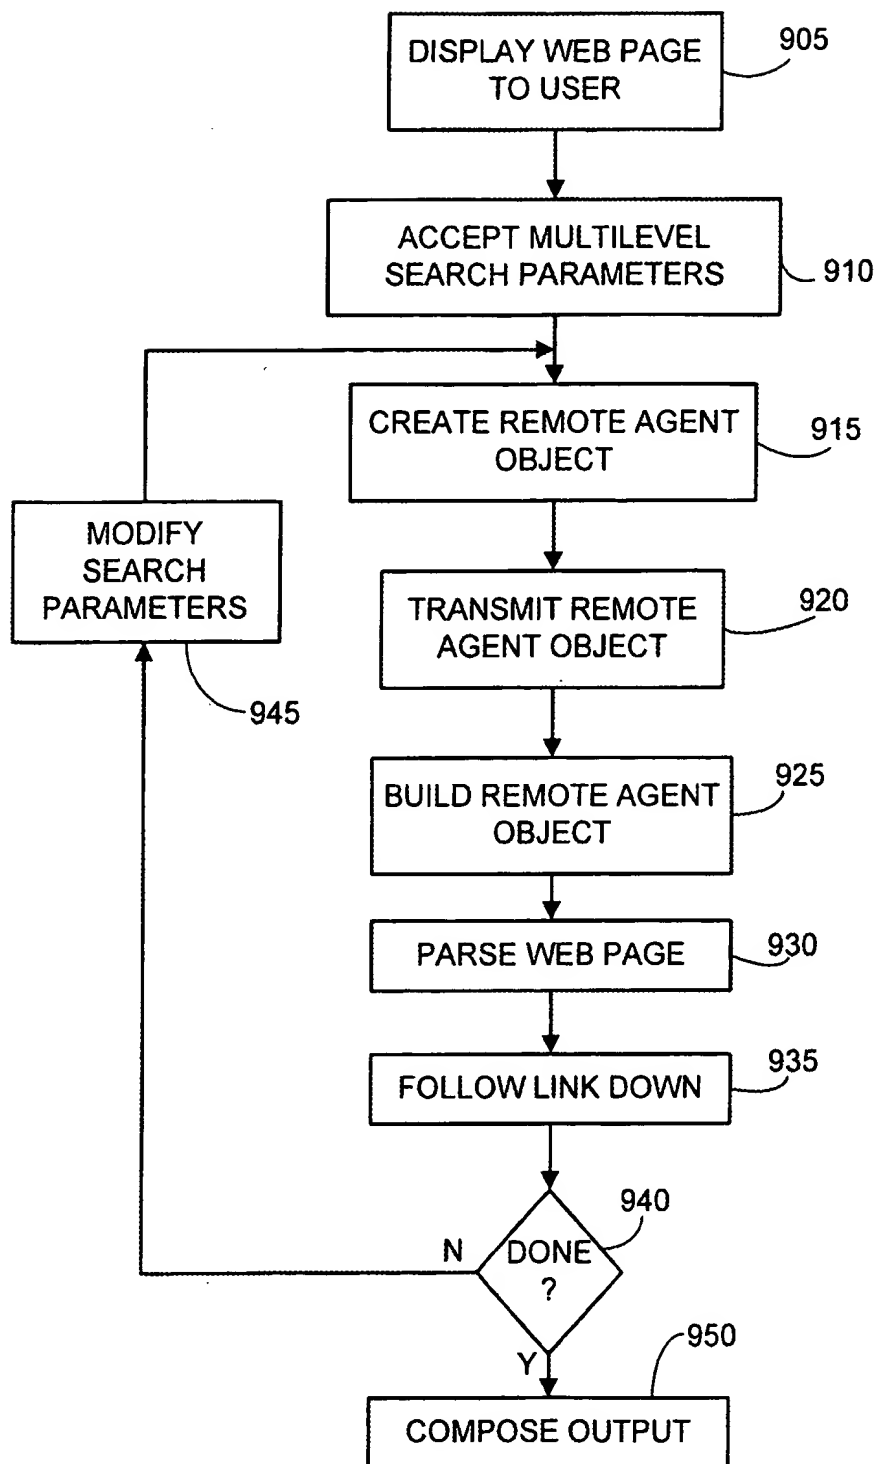 DISPLAY WEB PAGE
TO USER
905
ACCEPT MULTILEVEL
SEARCH PARAMETERS
910
CREATE REMOTE AGENT
OBJECT
915
MODIFY
SEARCH
PARAMETERS
945
TRANSMIT REMOTE
AGENT OBJECT
920
BUILD REMOTE AGENT
OBJECT
925
PARSE WEB PAGE
930
FOLLOW LINK DOWN
935
DONE
?
940
N
Y
COMPOSE OUTPUT
950